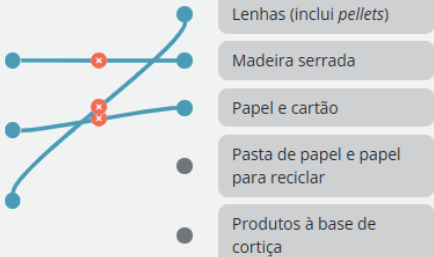 Lenhas (inclui pellets)
Madeira serrada
Papel e cartão
Pasta de papel e papel
para reciclar
Produtos à base de
cortiça